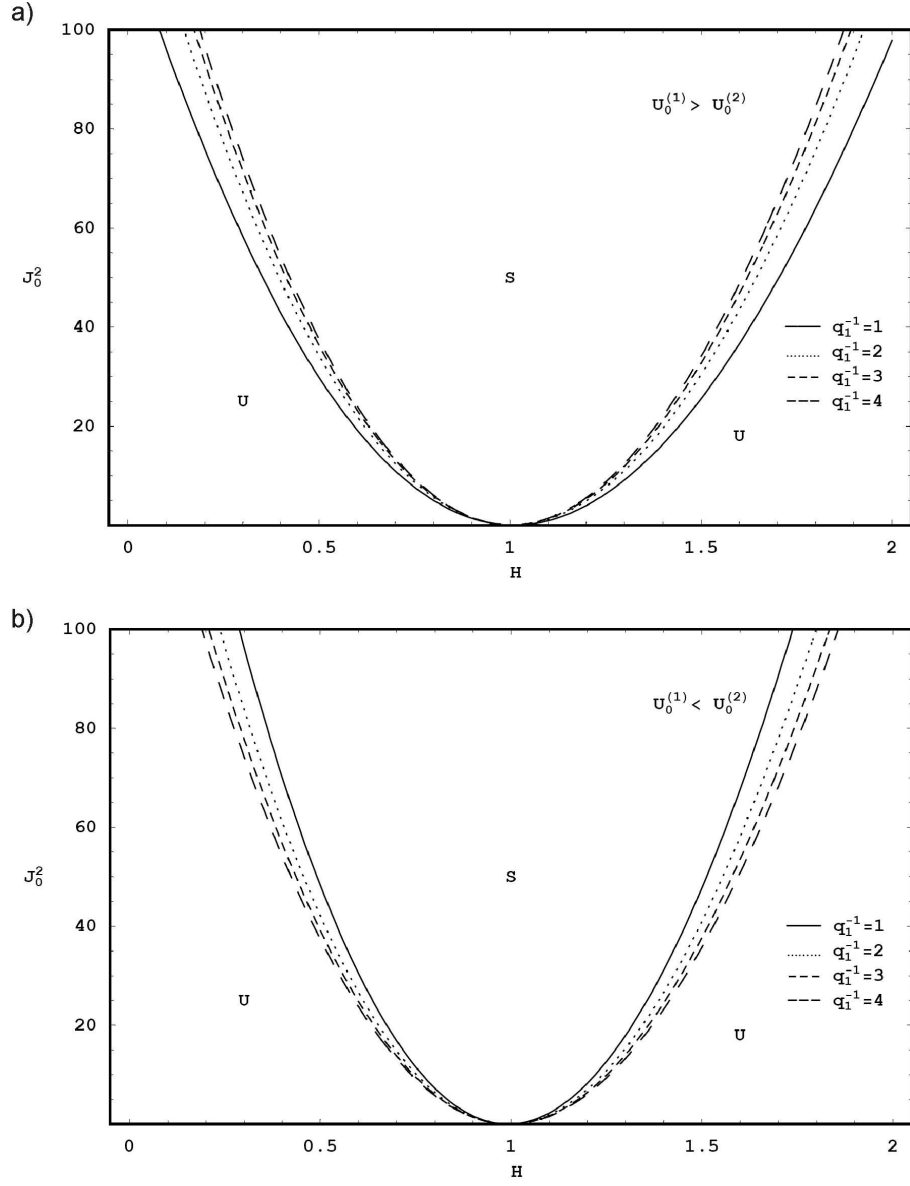 a)
100
U₀⁽¹⁾> U₀⁽²⁾
80
60
J₀² S
40
q₁⁻¹=1
q₁⁻¹=2
q₁⁻¹=3
U q₁⁻¹=4
20 U
0 0.5 1 1.5 2
H
b)
100
U₀⁽¹⁾< U₀⁽²⁾
80
60
J₀² S
40
q₁⁻¹=1
q₁⁻¹=2
q₁⁻¹=3
U q₁⁻¹=4
20 U
0 0.5 1 1.5 2
H